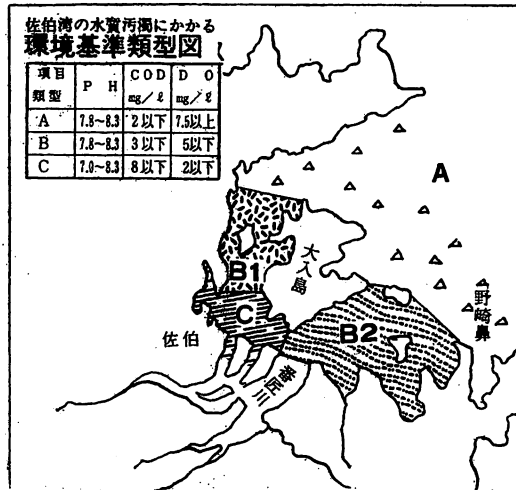 佐伯湾の水質汚濁にかかる
環境基準類型図
項目 類型 PH COD mg/ℓ DO mg/ℓ
A 7.8~8.3 2以下 7.5以上
B 7.8~8.3 3以下 5以下
C 7.0~8.3 8以下 2以下
A
大入島
B1
野崎鼻
C
B2
佐伯
番匠川